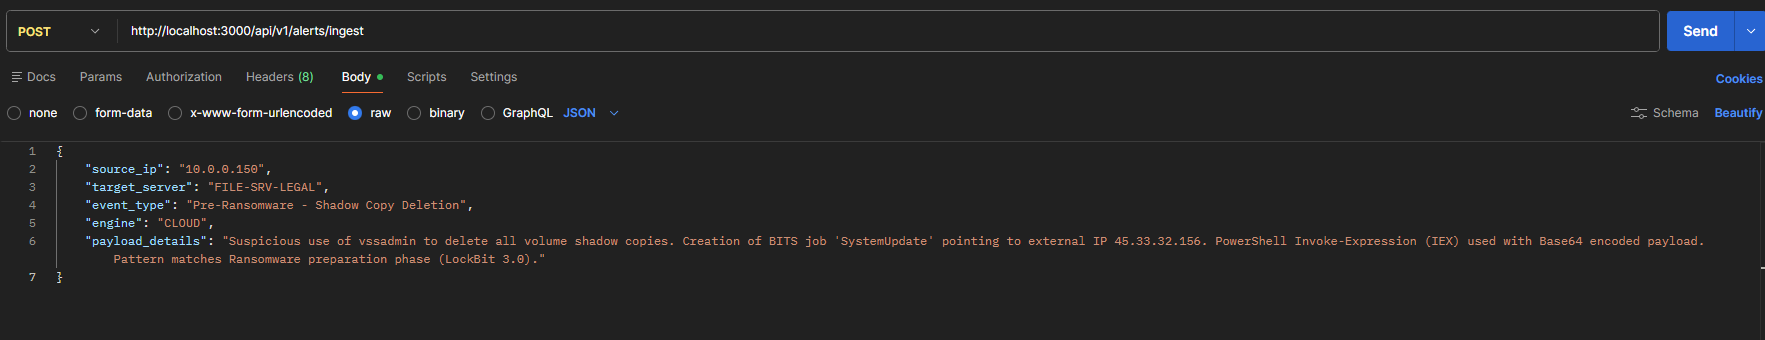 POST http://localhost:3000/api/v1/alerts/ingest Send
Docs Params Authorization Headers (8) Body Scripts Settings Cookies
none form-data x-www-form-urlencoded raw binary GraphQL JSON Schema Beautify
1 {
2 "source_ip": "10.0.0.150",
3 "target_server": "FILE-SRV-LEGAL",
4 "event_type": "Pre-Ransomware - Shadow Copy Deletion",
5 "engine": "CLOUD",
6 "payload_details": "Suspicious use of vssadmin to delete all volume shadow copies. Creation of BITS job 'SystemUpdate' pointing to external IP 45.33.32.156. PowerShell Invoke-Expression (IEX) used with Base64 encoded payload.
Pattern matches Ransomware preparation phase (LockBit 3.0)."
7 }